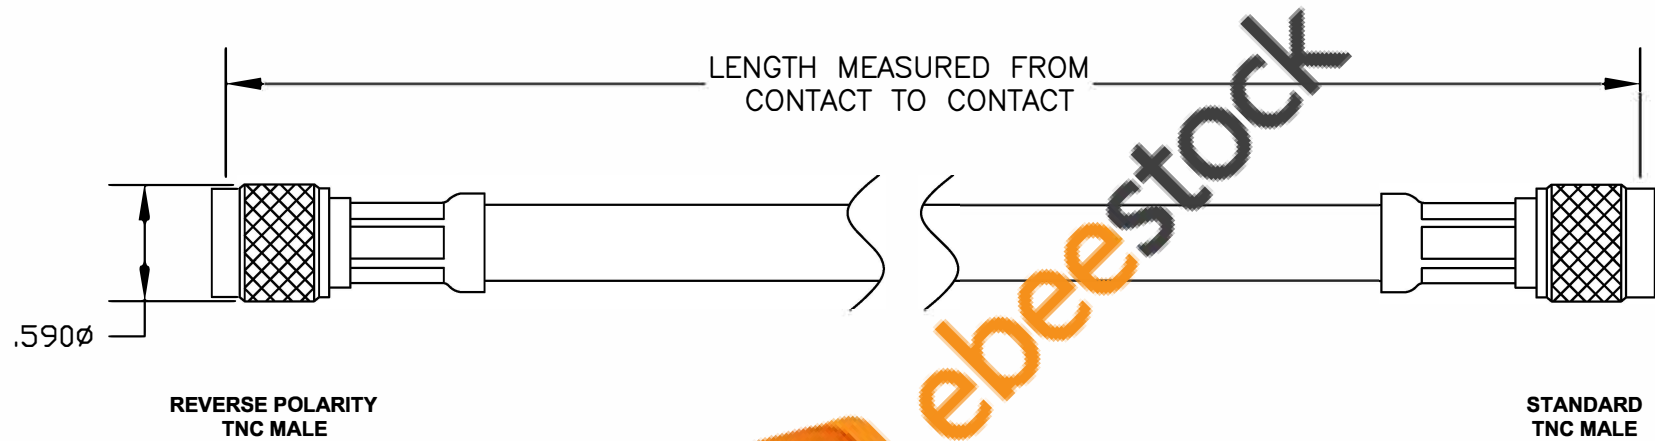 LENGTH MEASURED FROM
CONTACT TO CONTACT
.590ø
REVERSE POLARITY
TNC MALE
STANDARD
TNC MALE
ebeestock